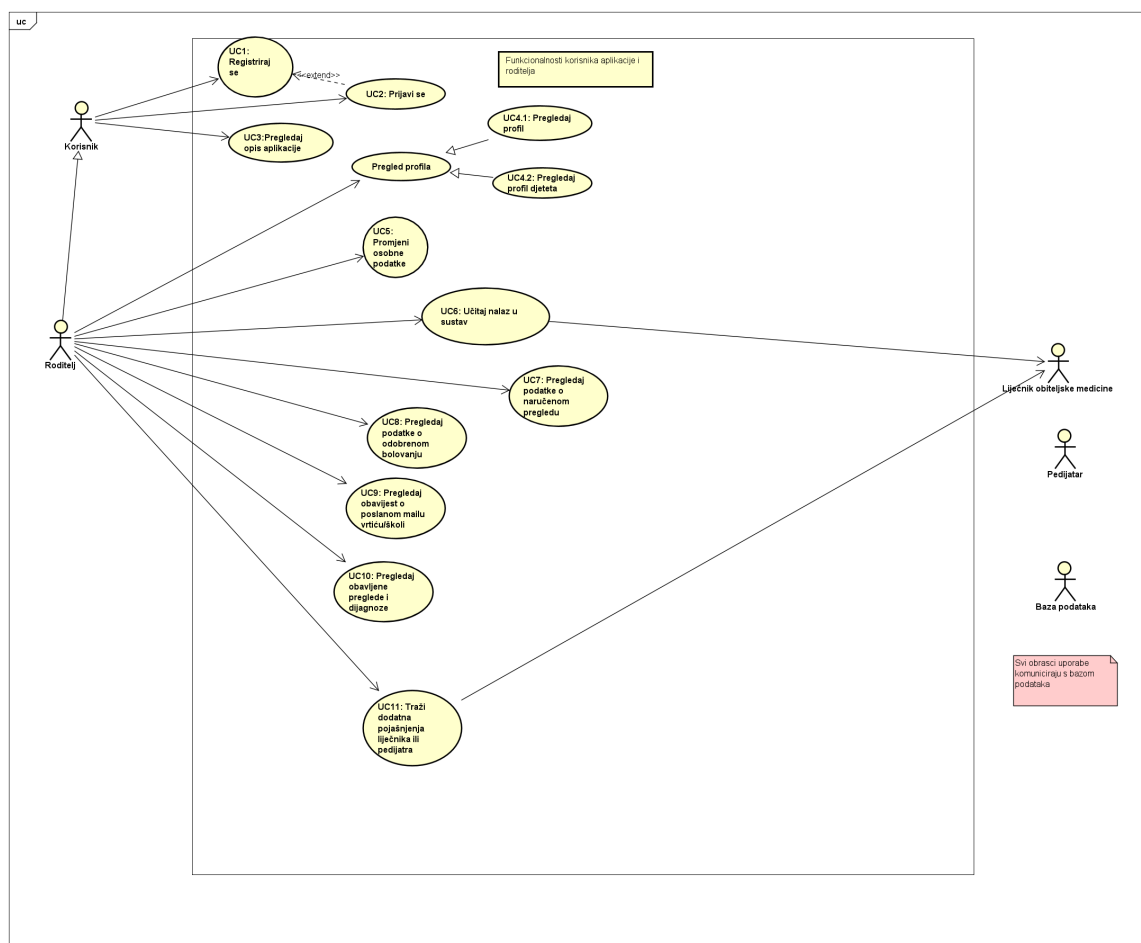 uc
UC1:
Registriraj
se
<<extend>>
Funkcionalnosti korisnika aplikacije i
roditelja
UC2: Prijavi se
Korisnik
UC3:Pregledaj
opis aplikacije
UC4.1: Pregledaj
profil
Pregled profila
UC4.2: Pregledaj
profil djeteta
UC5:
Promjeni
osobne
podatke
UC6: Učitaj nalaz u
sustav
Roditelj
UC7: Pregledaj
podatke o
naručenom
pregledu
Liječnik obiteljske medicine
UC8: Pregledaj
podatke o
odobrenom
bolovanju
Pedijatar
UC9: Pregledaj
obavijest o
poslanom mailu
vrtiću/školi
UC10: Pregledaj
obavljene
preglede i
dijagnoze
Baza podataka
Svi obrasci uporabe
komuniciraju s bazom
podataka
UC11: Traži
dodatna
pojašnjenja
liječnika ili
pedijatra